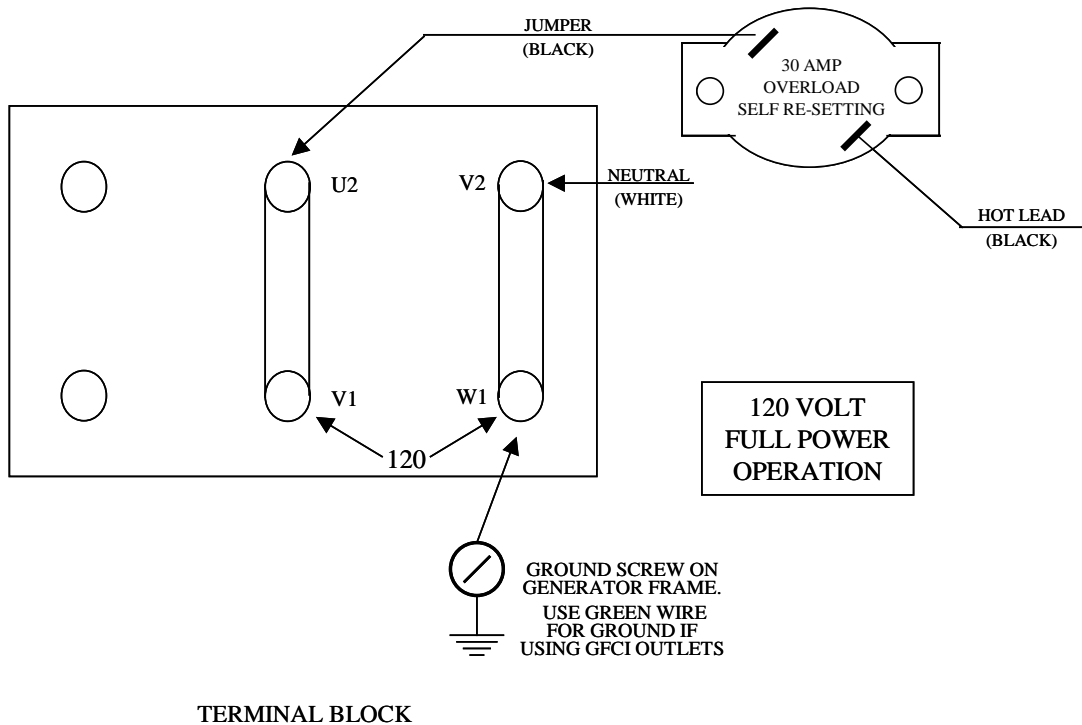 JUMPER
(BLACK)
30 AMP
OVERLOAD
SELF RE-SETTING
U2
V2
NEUTRAL
(WHITE)
HOT LEAD
(BLACK)
V1
W1
120
120 VOLT
FULL POWER
OPERATION
GROUND SCREW ON
GENERATOR FRAME.
USE GREEN WIRE
FOR GROUND IF
USING GFCI OUTLETS
TERMINAL BLOCK